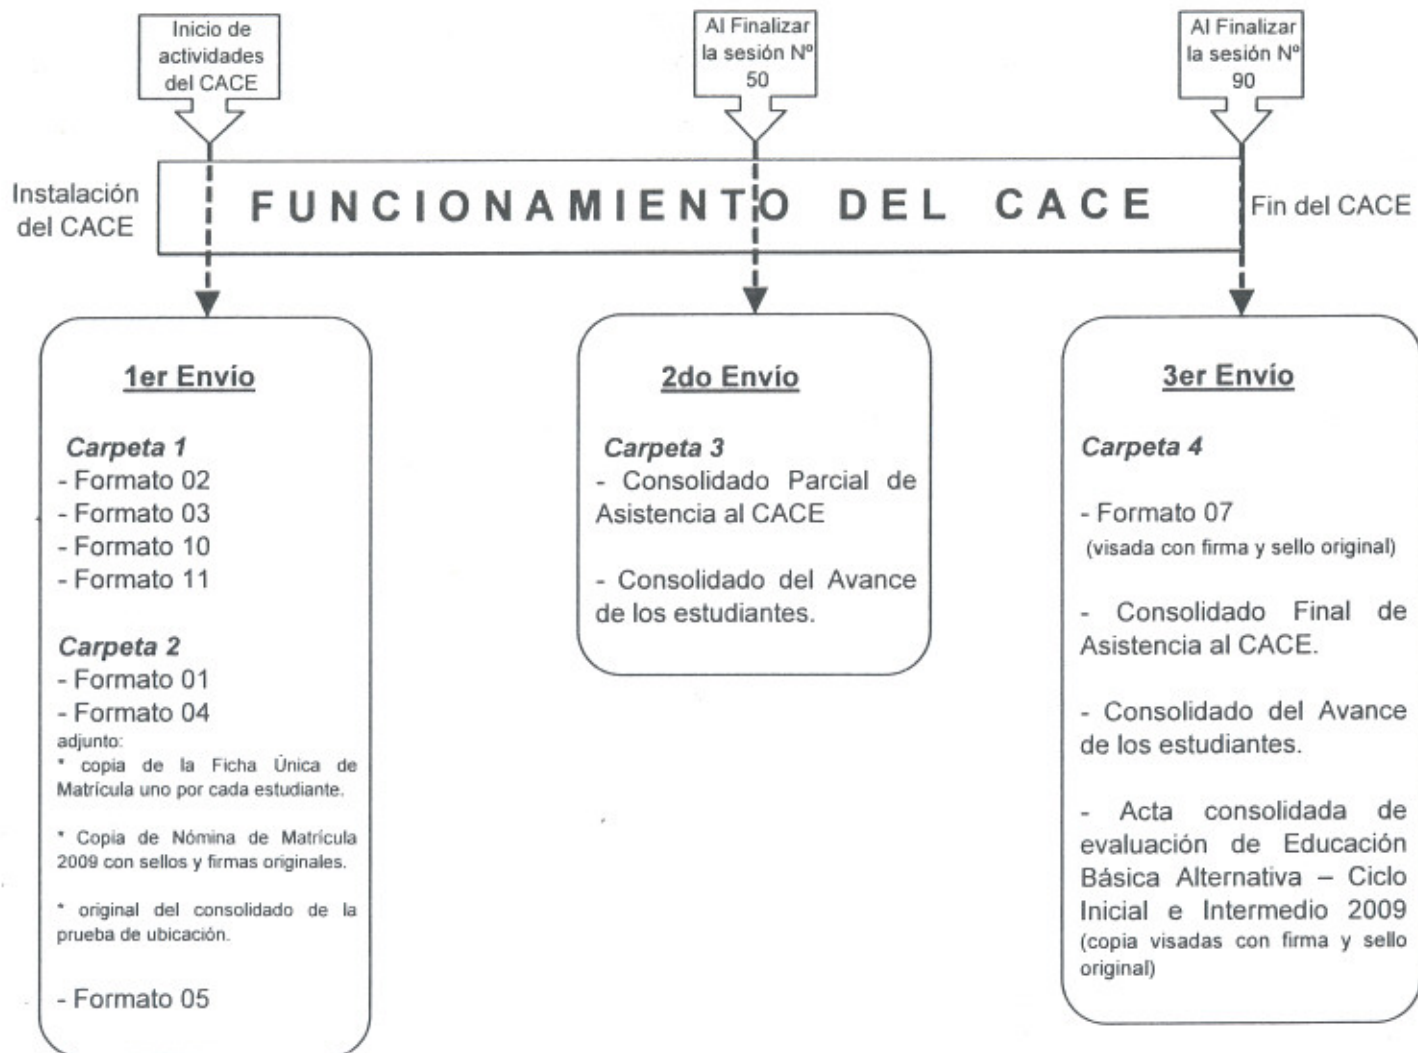 Inicio de
actividades
del CACE
Al Finalizar
la sesión Nº
50
Al Finalizar
la sesión Nº
90
Instalación
del CACE
FUNCIONAMIENTO DEL CACE
Fin del CACE
1er Envío
Carpeta 1
- Formato 02
- Formato 03
- Formato 10
- Formato 11
Carpeta 2
- Formato 01
- Formato 04
adjunto:
* copia de la Ficha Única de
Matrícula uno por cada estudiante.
* Copia de Nómina de Matrícula
2009 con sellos y firmas originales.
* original del consolidado de la
prueba de ubicación.
- Formato 05
2do Envío
Carpeta 3
- Consolidado Parcial de
Asistencia al CACE
- Consolidado del Avance
de los estudiantes.
3er Envío
Carpeta 4
- Formato 07
(visada con firma y sello original)
- Consolidado Final de
Asistencia al CACE.
- Consolidado del Avance
de los estudiantes.
- Acta consolidada de
evaluación de Educación
Básica Alternativa – Ciclo
Inicial e Intermedio 2009
(copia visadas con firma y sello
original)